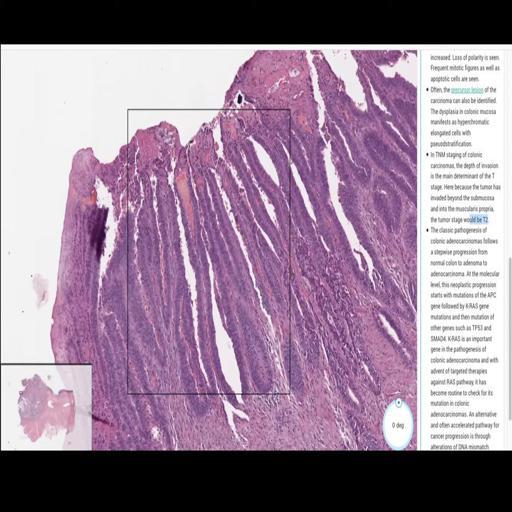 increased. Loss of polarity is seen.
Frequent mitotic figures as well as
apoptotic cells are seen.
Often, the precursor lesion of the
carcinoma can also be identified.
The dysplasia in colonic mucosa
manifests as hyperchromatic
elongated cells with
pseudostratification.
In TNM staging of colonic
carcinomas, the depth of invasion
is the main determinant of the T
stage. Here because the tumor has
invaded beyond the submucosa
and into the muscularis propria,
the tumor stage would be T2.
The classic pathogenesis of
colonic adenocarcinomas follows
a stepwise progression from
normal colon to adenoma to
adenocarcinoma. At the molecular
level, this neoplastic progression
starts with mutations of the APC
gene followed by K-RAS gene
mutations and then mutation of
other genes such as TP53 and
SMAD4. K-RAS is an important
gene in the pathogenesis of
colonic adenocarcinoma and with
advent of targeted therapies
against RAS pathway, it has
become routine to check for its
mutation in colonic
adenocarcinomas. An alternative
and often accelerated pathway for
cancer progression is through
alterations of DNA mismatch
0 deg